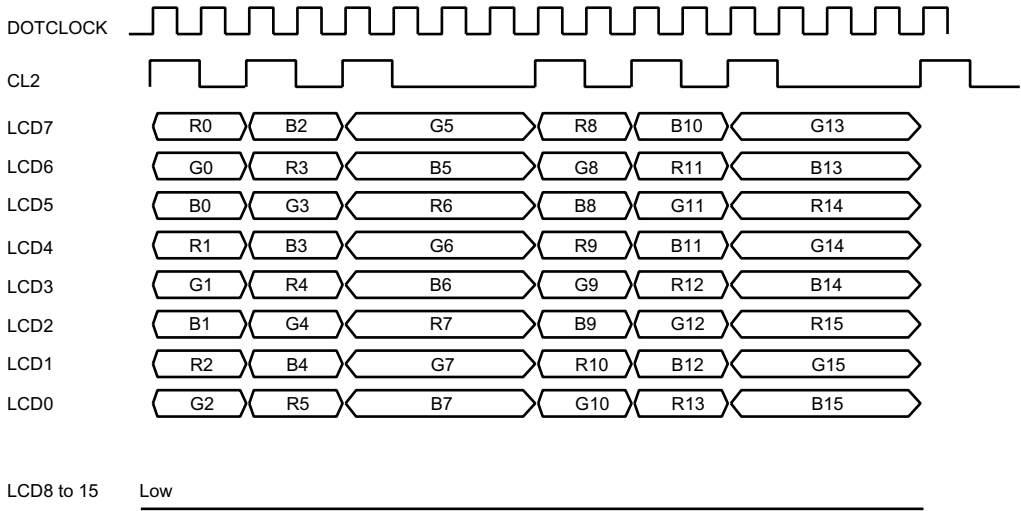 DOTCLOCK
CL2
LCD7 R0 B2 G5 R8 B10 G13
LCD6 G0 R3 B5 G8 R11 B13
LCD5 B0 G3 R6 B8 G11 R14
LCD4 R1 B3 G6 R9 B11 G14
LCD3 G1 R4 B6 G9 R12 B14
LCD2 B1 G4 R7 B9 G12 R15
LCD1 R2 B4 G7 R10 B12 G15
LCD0 G2 R5 B7 G10 R13 B15
LCD8 to 15 Low